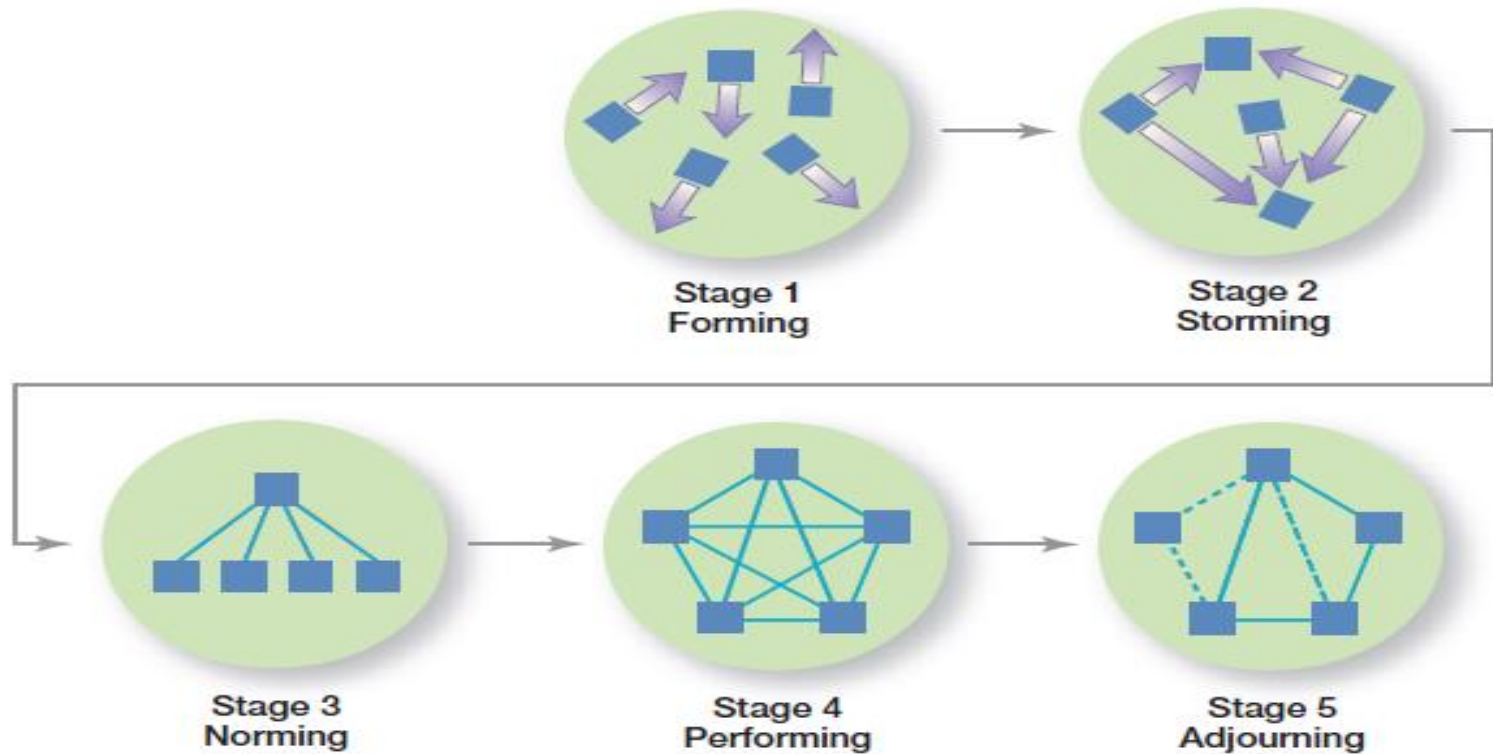 Stage 1
Forming
Stage 2
Storming
Stage 3
Norming
Stage 4
Performing
Stage 5
Adjourning